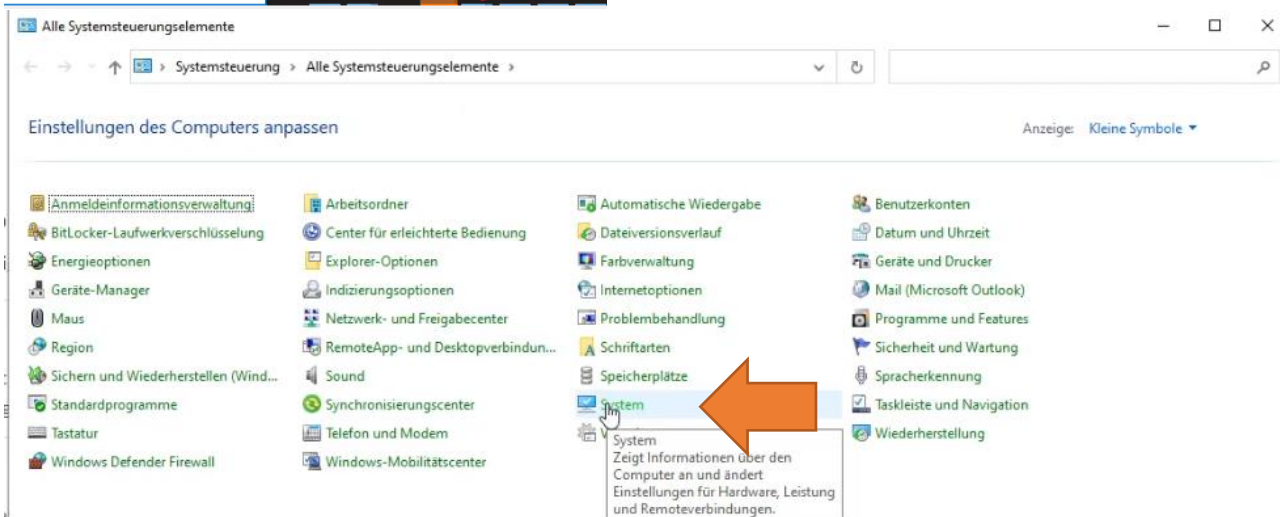 Alle Systemsteuerungselemente
Systemsteuerung > Alle Systemsteuerungselemente >
Einstellungen des Computers anpassen
Anzeige: Kleine Symbole
Anmeldeinformationsverwaltung Arbeitsordner Automatische Wiedergabe Benutzerkonten
BitLocker-Laufwerkverschlüsselung Center für erleichterte Bedienung Dateiversionsverlauf Datum und Uhrzeit
Energieoptionen Explorer-Optionen Farbverwaltung Geräte und Drucker
Geräte-Manager Indizierungsoptionen Internetoptionen Mail (Microsoft Outlook)
Maus Netzwerk- und Freigabecenter Problembehandlung Programme und Features
Region RemoteApp- und Desktopverbindun... Schriftarten Sicherheit und Wartung
Sichern und Wiederherstellen (Wind... Sound Speicherplätze Spracherkennung
Standardprogramme Synchronisierungscenter System Taskleiste und Navigation
Tastatur Telefon und Modem Wiederherstellung
Windows Defender Firewall Windows-Mobilitätscenter
System
Zeigt Informationen über den
Computer an und ändert
Einstellungen für Hardware, Leistung
und Remoteverbindungen.